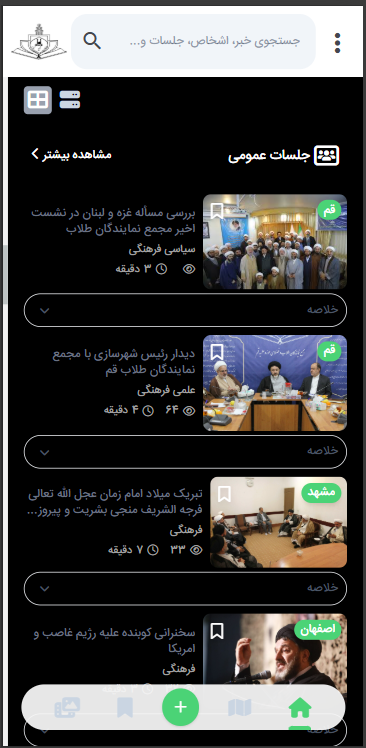 جستجوی خبر، اشخاص، جلسات و...
جلسات عمومی
مشاهده بیشتر
قم
بررسی مسأله غزه و لبنان در نشست
اخیر مجمع نمایندگان طلاب
سیاسی فرهنگی
۳ دقیقه
خلاصه
قم
دیدار رئیس شهرسازی با مجمع
نمایندگان طلاب قم
علمی فرهنگی
۶۴
۴ دقیقه
خلاصه
مشهد
تبریک میلاد امام زمان عجل الله تعالی
فرجه الشریف منجی بشریت و پیروز...
فرهنگی
۳۳
۷ دقیقه
خلاصه
اصفهان
سخنرانی کوبنده علیه رژیم غاصب و
امریکا
فرهنگی
۳ دقیقه
خلاصه